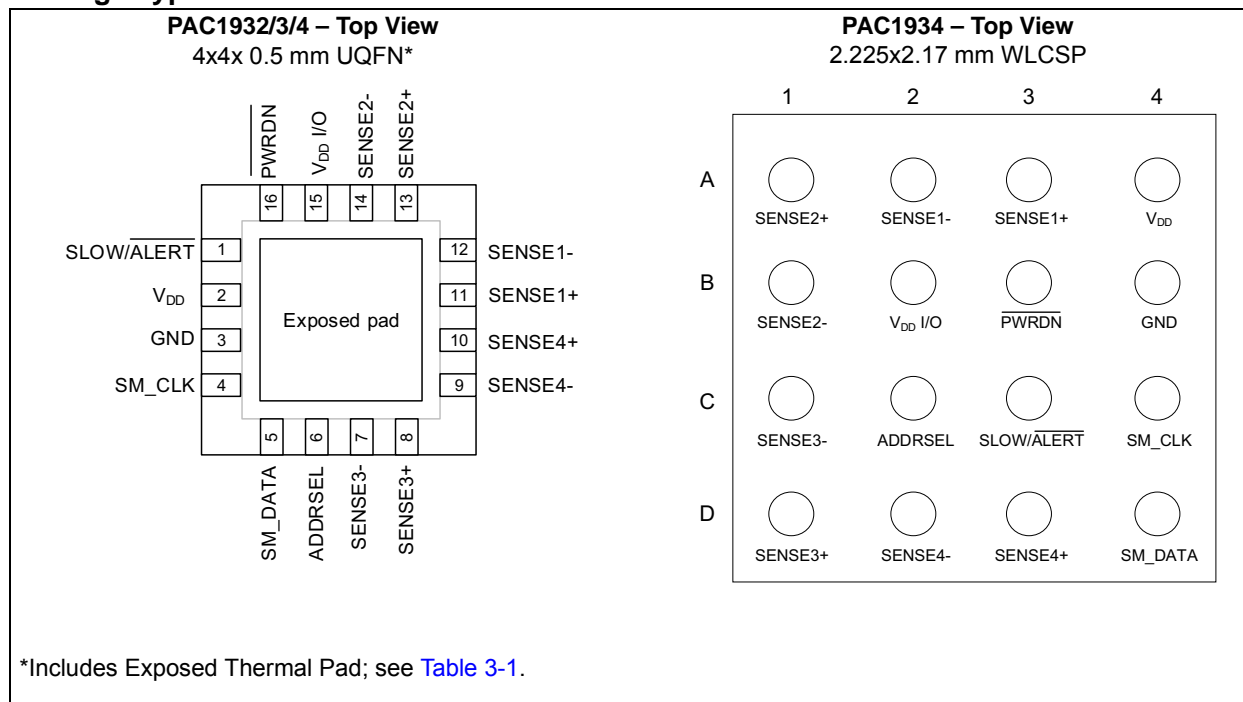 PAC1932/3/4 – Top View
4x4x 0.5 mm UQFN*
PWRDN
VDD I/O
SENSE2-
SENSE2+
16
15
14
13
SLOW/ALERT 1
VDD 2
GND 3
SM_CLK 4
Exposed pad
12 SENSE1-
11 SENSE1+
10 SENSE4+
9 SENSE4-
5
6
7
8
SM_DATA
ADDRSEL
SENSE3-
SENSE3+
PAC1934 – Top View
2.225x2.17 mm WLCSP
1 2 3 4
A
SENSE2+ SENSE1- SENSE1+ VDD
B
SENSE2- VDD I/O PWRDN GND
C
SENSE3- ADDRSEL SLOW/ALERT SM_CLK
D
SENSE3+ SENSE4- SENSE4+ SM_DATA
*Includes Exposed Thermal Pad; see Table 3-1.